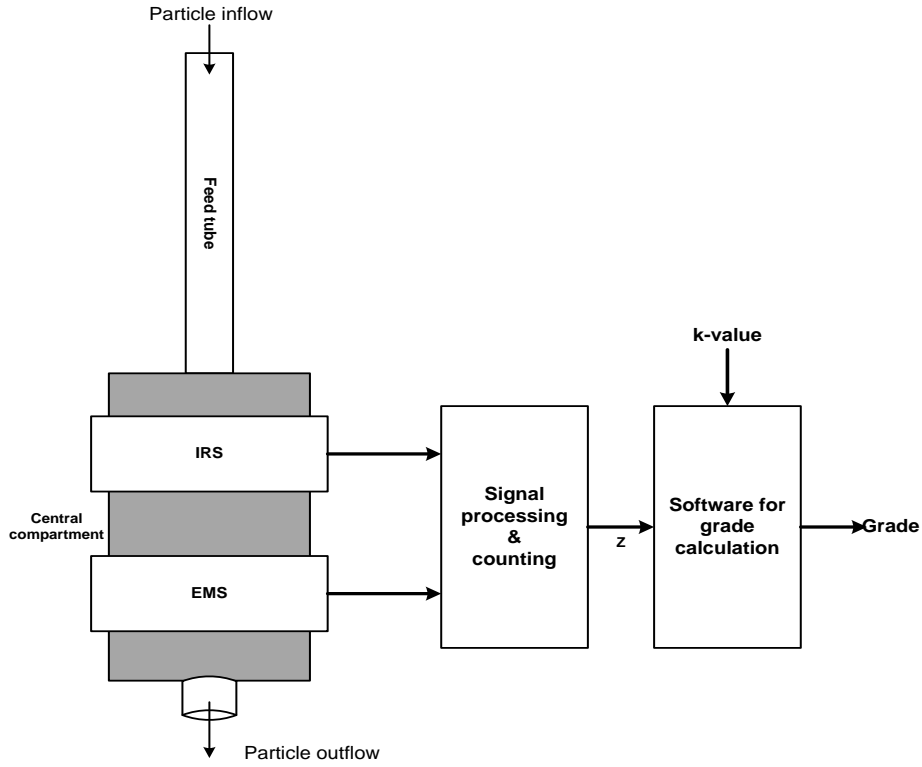 Particle inflow
Feed tube
k-value
IRS
Central
compartment
EMS
Signal
processing
&
counting
z
Software for
grade
calculation
Grade
Particle outflow